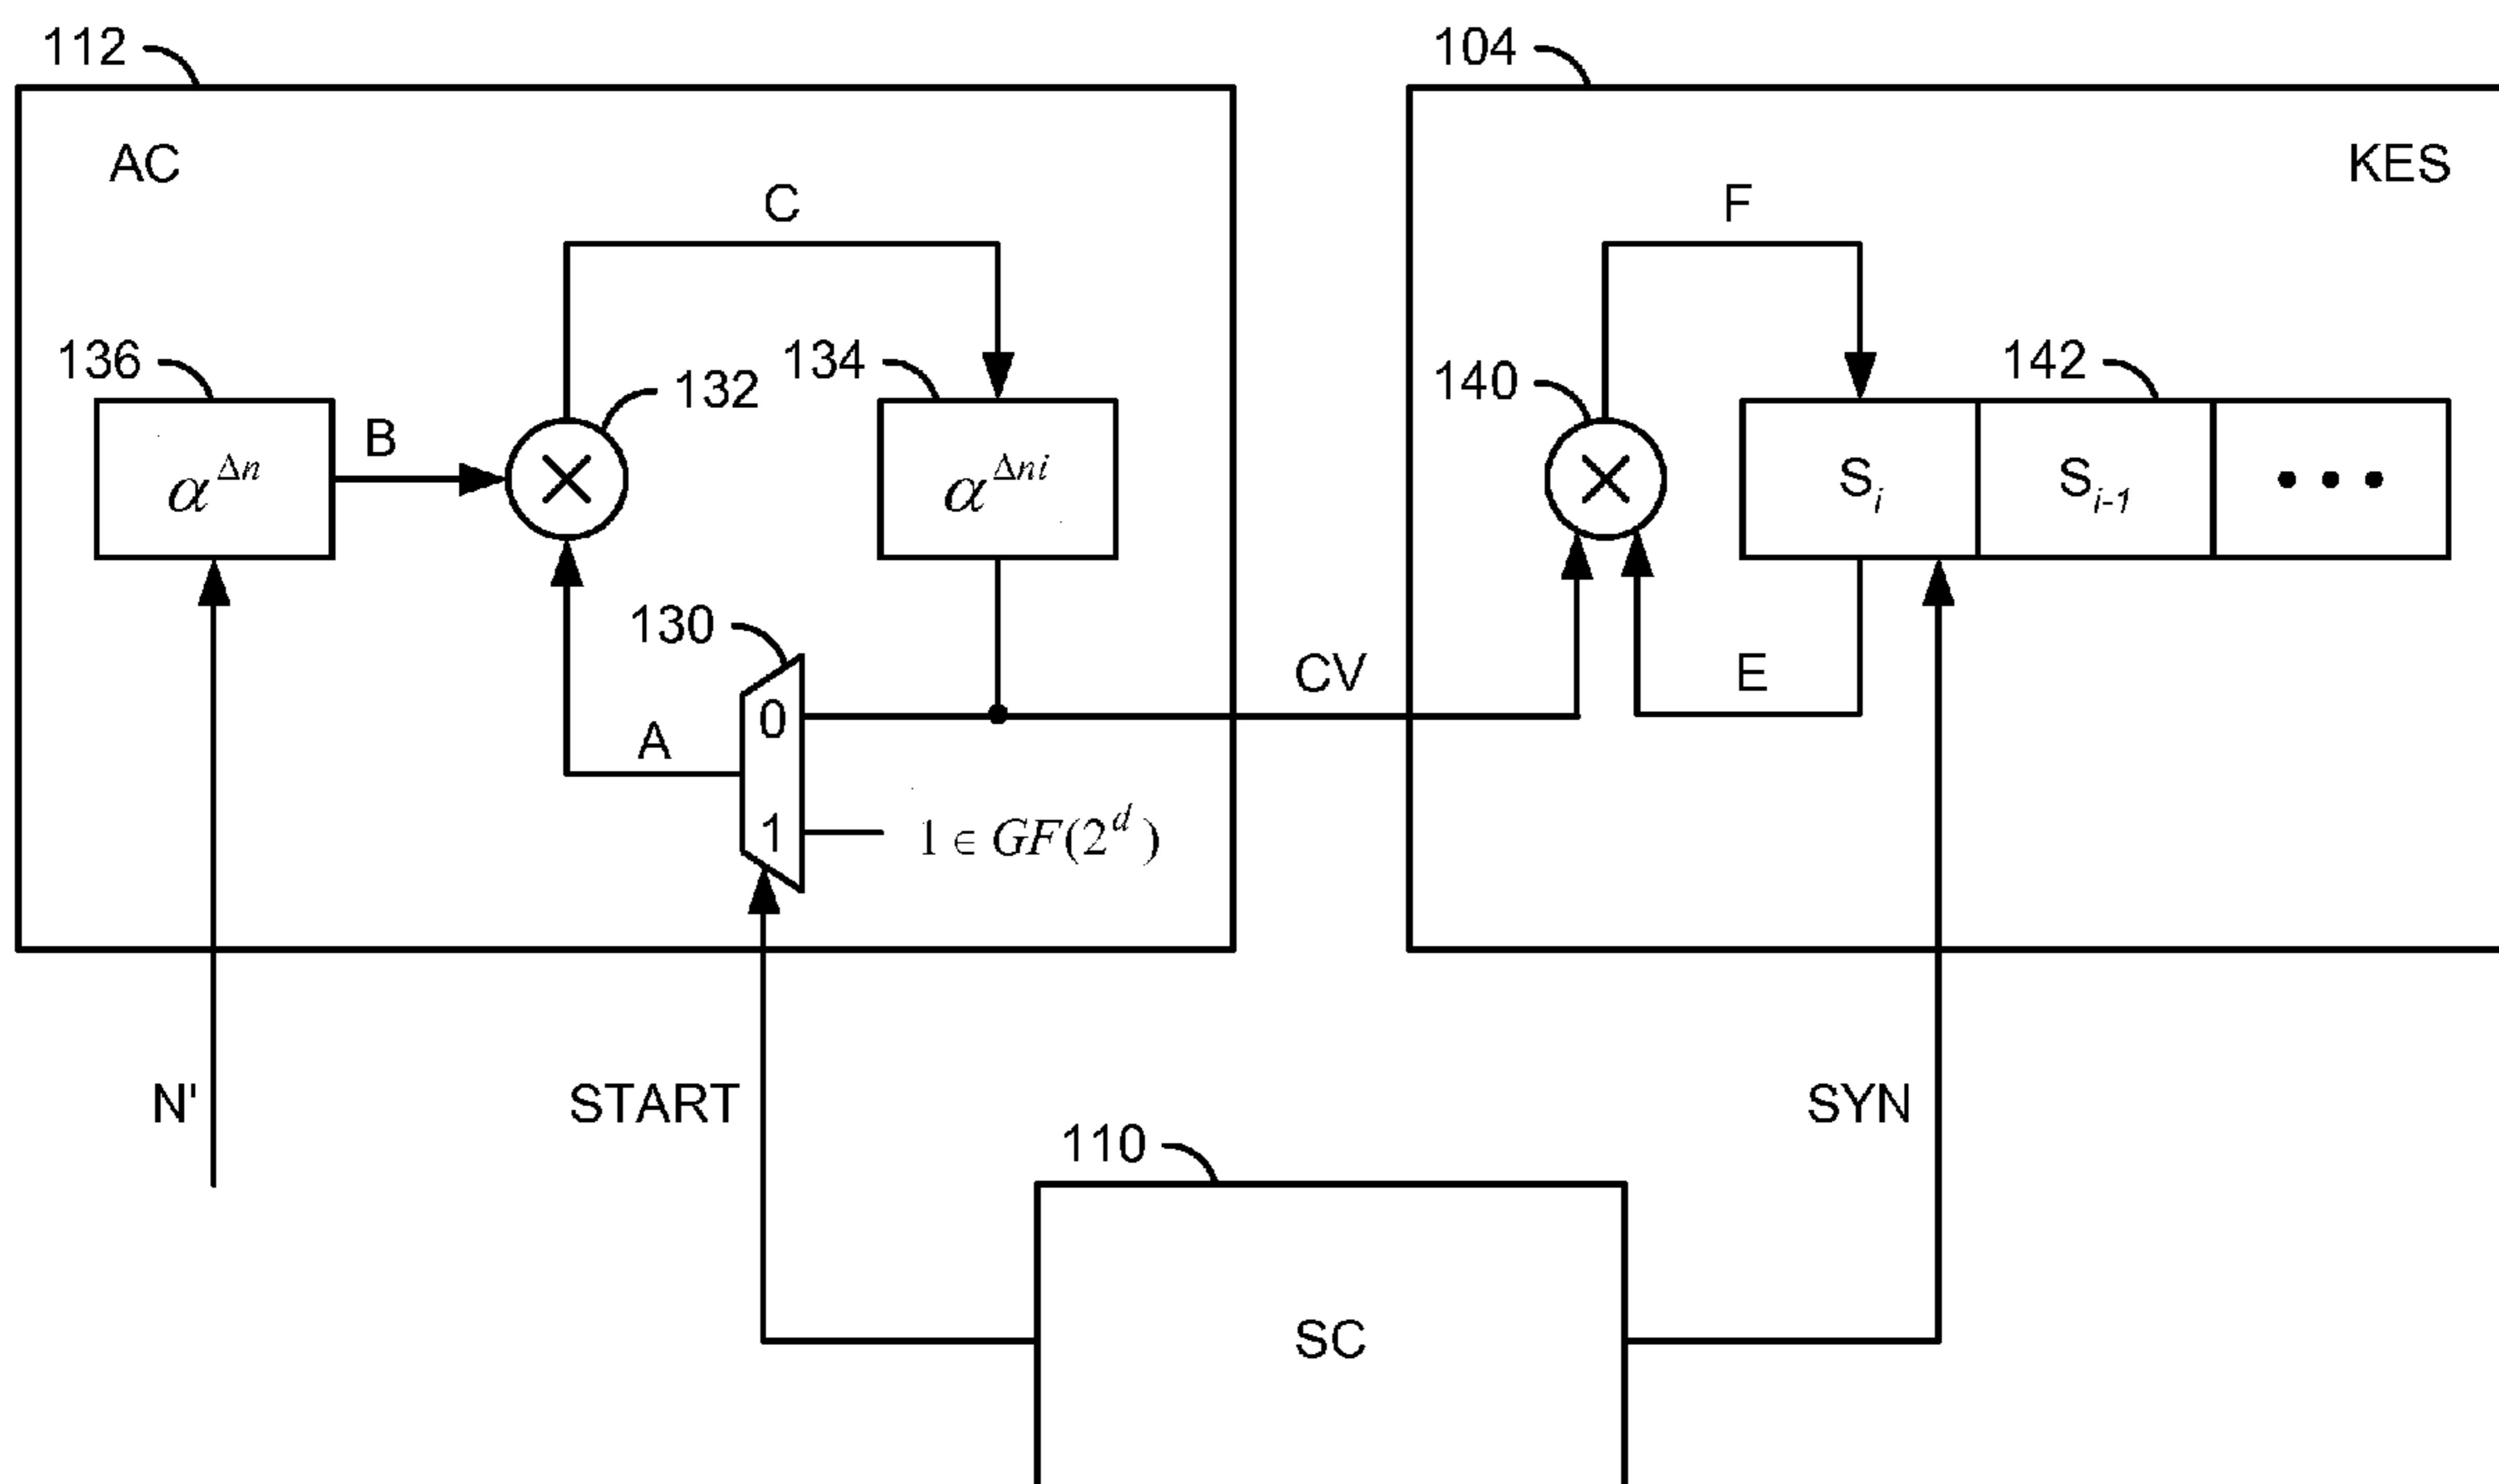 112
104
AC
KES
C
F
136
132
134
140
142
B
α^Δn
α^Δni
S_i
S_i-1
• • •
130
CV
E
A
0
1
1 ∈ GF(2^d)
N'
START
SYN
110
SC